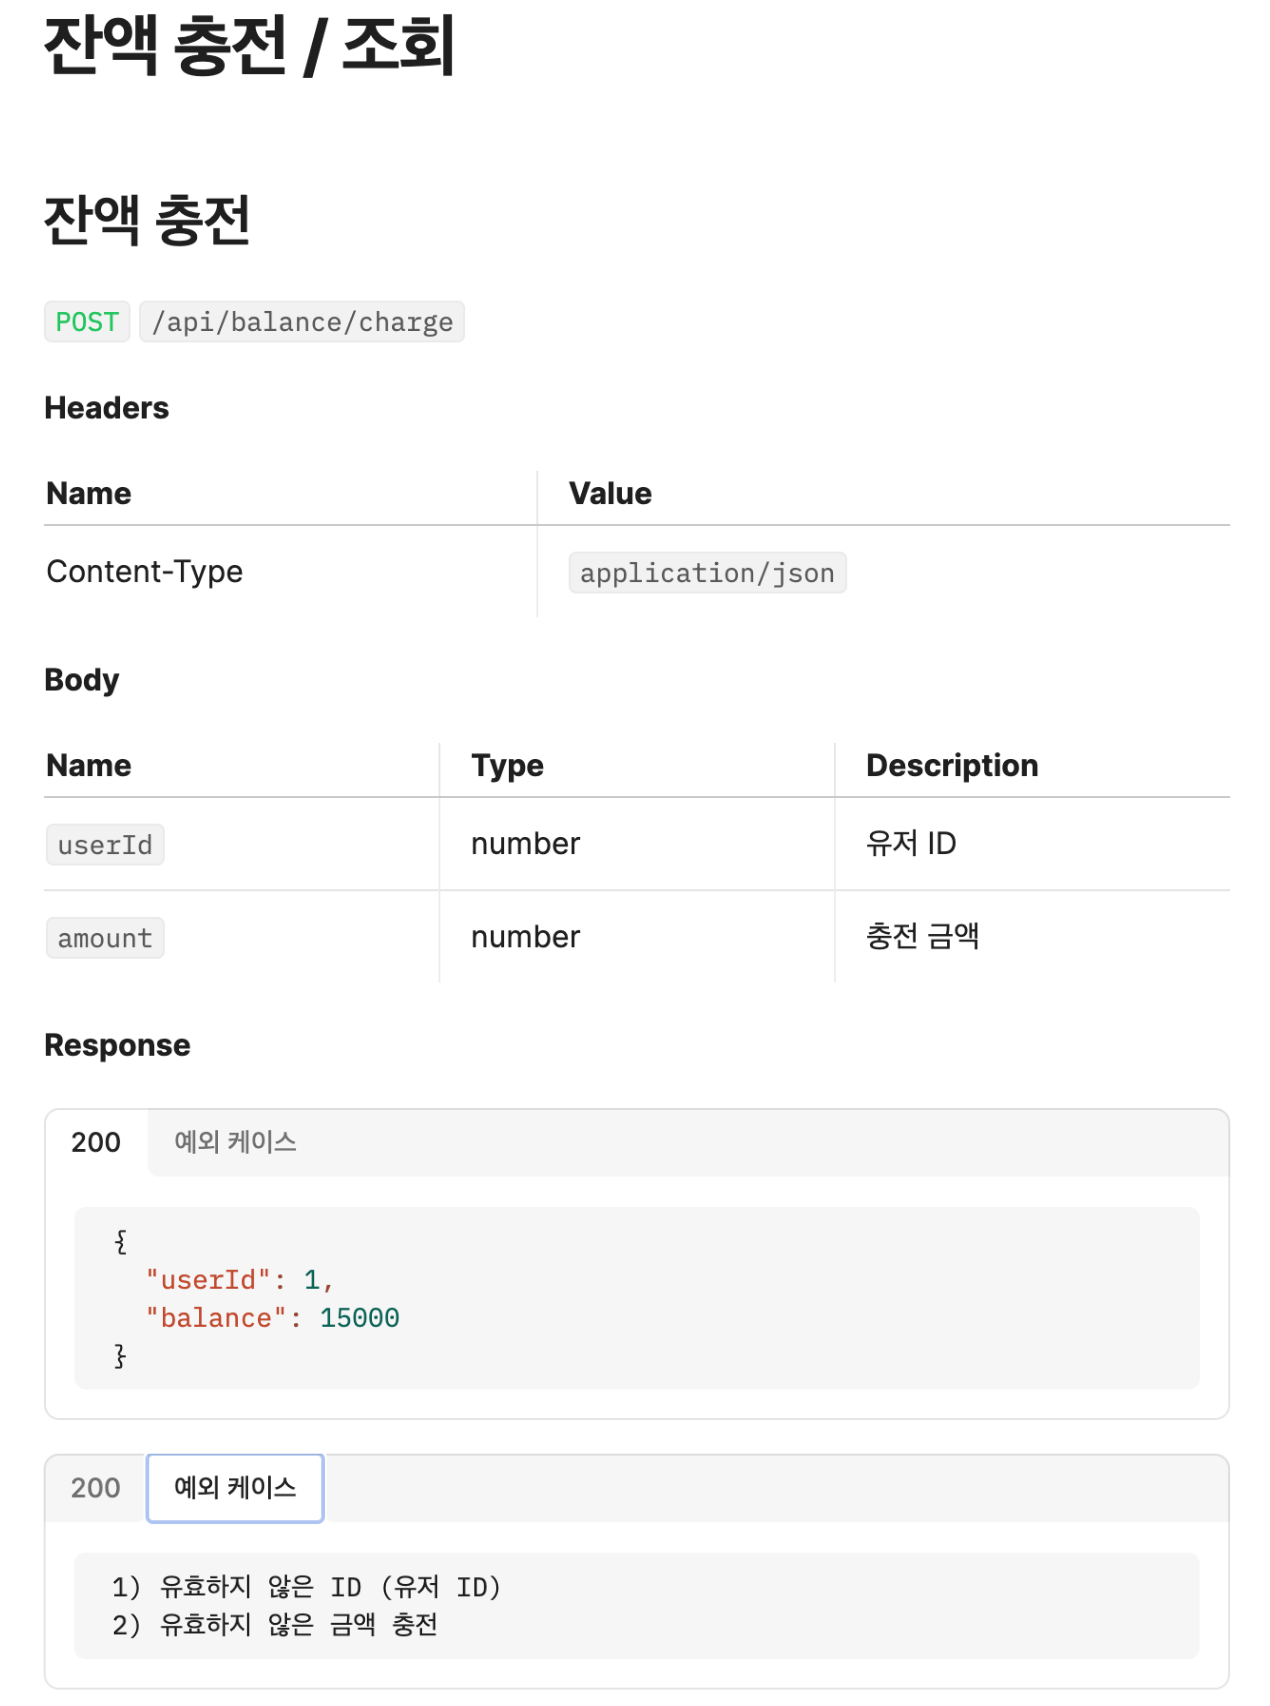 잔액 충전 / 조회
잔액 충전
POST /api/balance/charge
Headers
Name Value
Content-Type application/json
Body
Name Type Description
userId number 유저 ID
amount number 충전 금액
Response
200 예외 케이스
{
"userId": 1,
"balance": 15000
}
200 예외 케이스
1) 유효하지 않은 ID (유저 ID)
2) 유효하지 않은 금액 충전